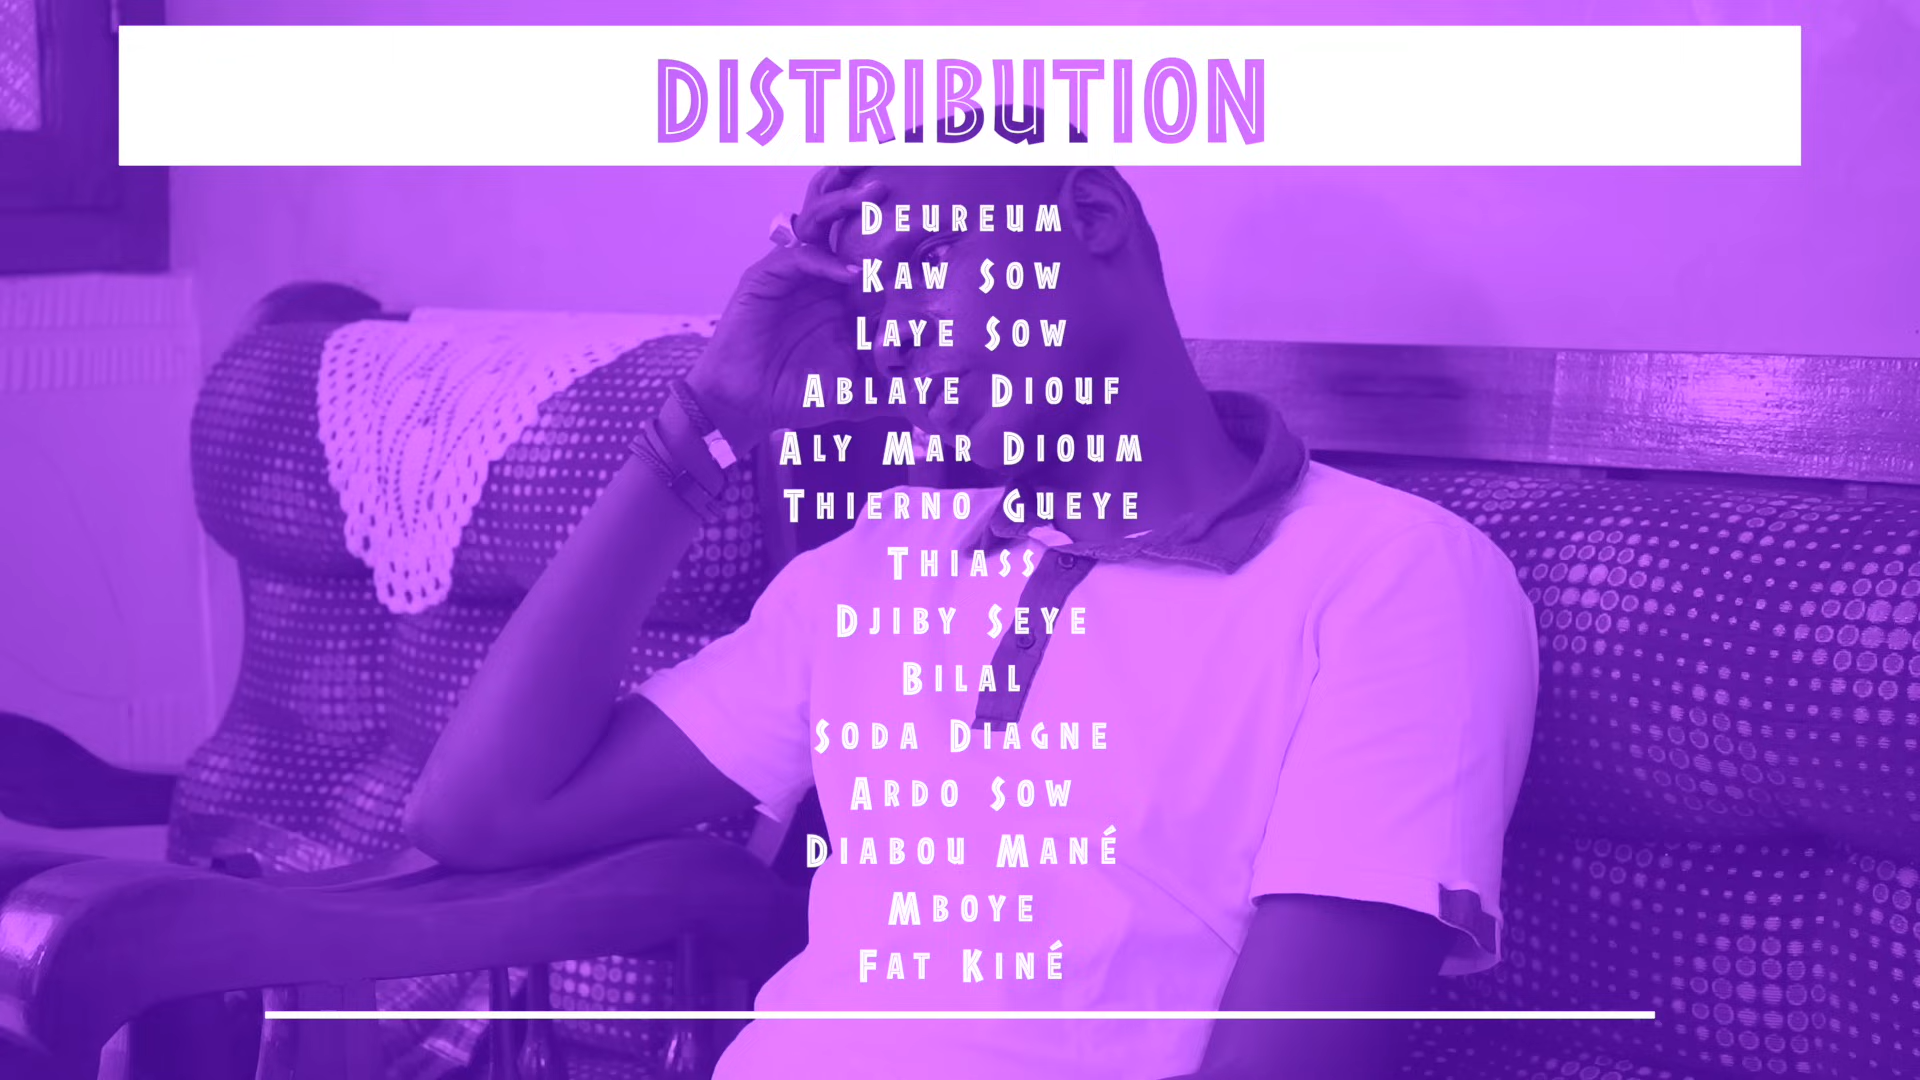 DISTRIBUTION
Deureum
Kaw Sow
Laye Sow
Ablaye Diouf
Aly Mar Dioum
Thierno Gueye
Thiass
Djiby Seye
Bilal
Soda Diagne
Ardo Sow
Diabou Mané
Mboye
Fat Kiné